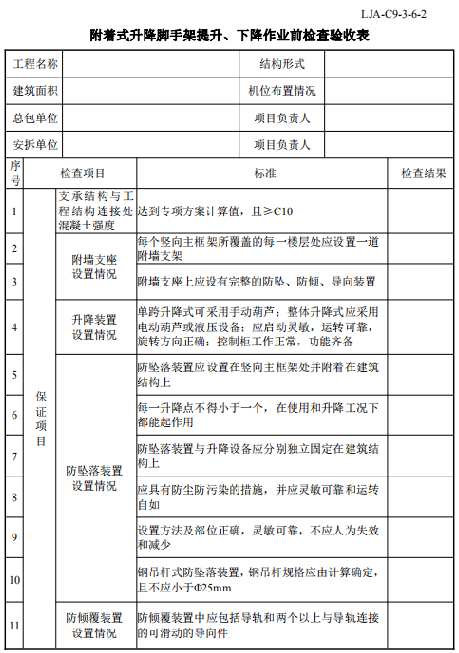 LJA-C9-3-6-2
附着式升降脚手架提升、下降作业前检查验收表
工程名称 结构形式
建筑面积 机位布置情况
总包单位 项目负责人
安拆单位 项目负责人
序号 检查项目 标准 检查结果
保证项目
1 支承结构与工程结构连接处混凝土强度 达到专项方案计算值，且≥C10
附墙支座设置情况
2 每个竖向主框架所覆盖的每一楼层处应设置一道
附墙支架
3 附墙支座上应设有完整的防坠、防倾、导向装置
升降装置设置情况
4 单跨升降式可采用手动葫芦；整体升降式应采用
电动葫芦或液压设备；应启动灵敏，运转可靠，
旋转方向正确；控制柜工作正常，功能齐备
防坠落装置设置情况
5 防坠落装置应设置在竖向主框架处并附着在建筑
结构上
6 每一升降点不得小于一个，在使用和升降工况下
都能起作用
7 防坠落装置与升降设备应分别独立固定在建筑结
构上
8 应具有防尘防污染的措施，并应灵敏可靠和运转
自如
9 设置方法及部位正确，灵敏可靠，不应人为失效
和减少
10 钢吊杆式防坠落装置，钢吊杆规格应由计算确定，
且不应小于Φ25mm
防倾覆装置设置情况
11 防倾覆装置中应包括导轨和两个以上与导轨连接
的可滑动的导向件